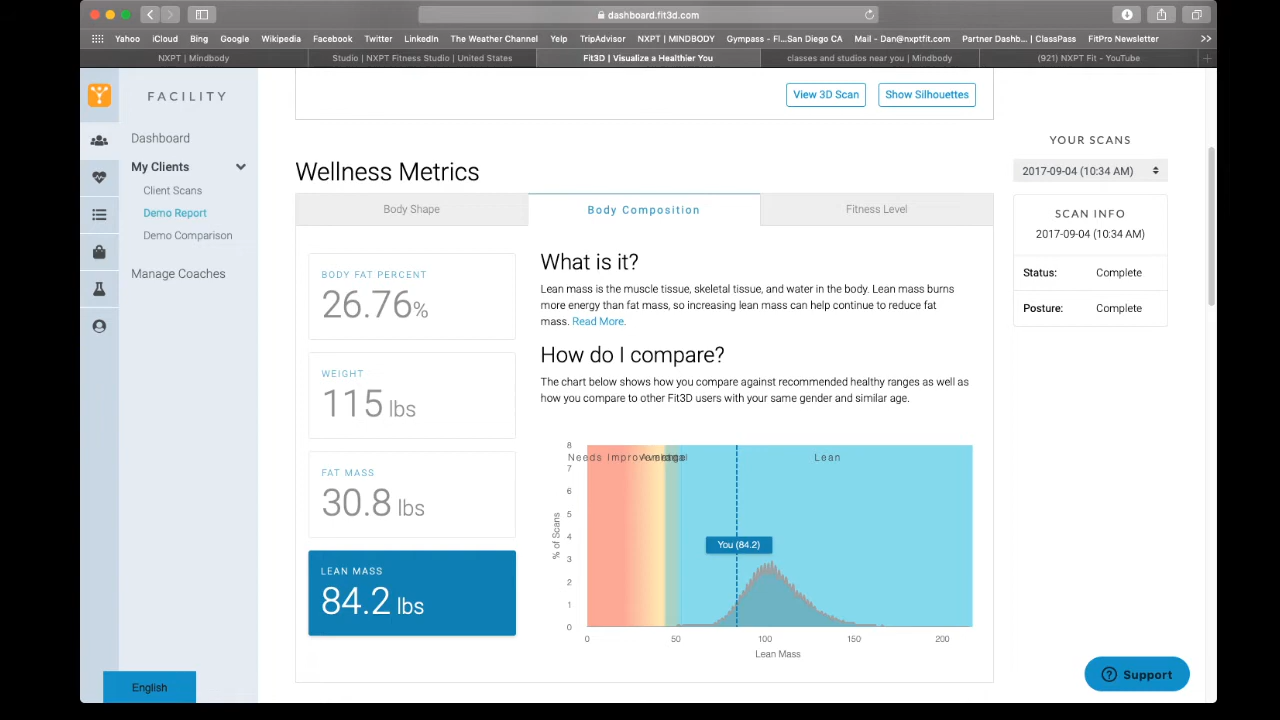 dashboard.fit3d.com
Yahoo iCloud Bing Google Wikipedia Facebook Twitter LinkedIn The Weather Channel Yelp TripAdvisor NXPT | MINDBODY Gympass - Fl...San Diego CA Mail - Dan@nxptfit.com Partner Dashb... | ClassPass FitPro Newsletter >>
NXPT | Mindbody Studio | NXPT Fitness Studio | United States Fit3D | Visualize a Healthier You classes and studios near you | Mindbody (921) NXPT Fit - YouTube +
FACILITY
Dashboard
My Clients
Client Scans
Demo Report
Demo Comparison
Manage Coaches
English
View 3D Scan Show Silhouettes
Wellness Metrics
Body Shape Body Composition Fitness Level
BODY FAT PERCENT
26.76%
WEIGHT
115 lbs
FAT MASS
30.8 lbs
LEAN MASS
84.2 lbs
What is it?
Lean mass is the muscle tissue, skeletal tissue, and water in the body. Lean mass burns
more energy than fat mass, so increasing lean mass can help continue to reduce fat
mass. Read More.
How do I compare?
The chart below shows how you compare against recommended healthy ranges as well as
how you compare to other Fit3D users with your same gender and similar age.
8
7
6
5
4
3
2
1
0
% of Scans
Needs Improvement
Lean
You (84.2)
0 50 100 150 200
Lean Mass
YOUR SCANS
2017-09-04 (10:34 AM)
SCAN INFO
2017-09-04 (10:34 AM)
Status: Complete
Posture: Complete
Support